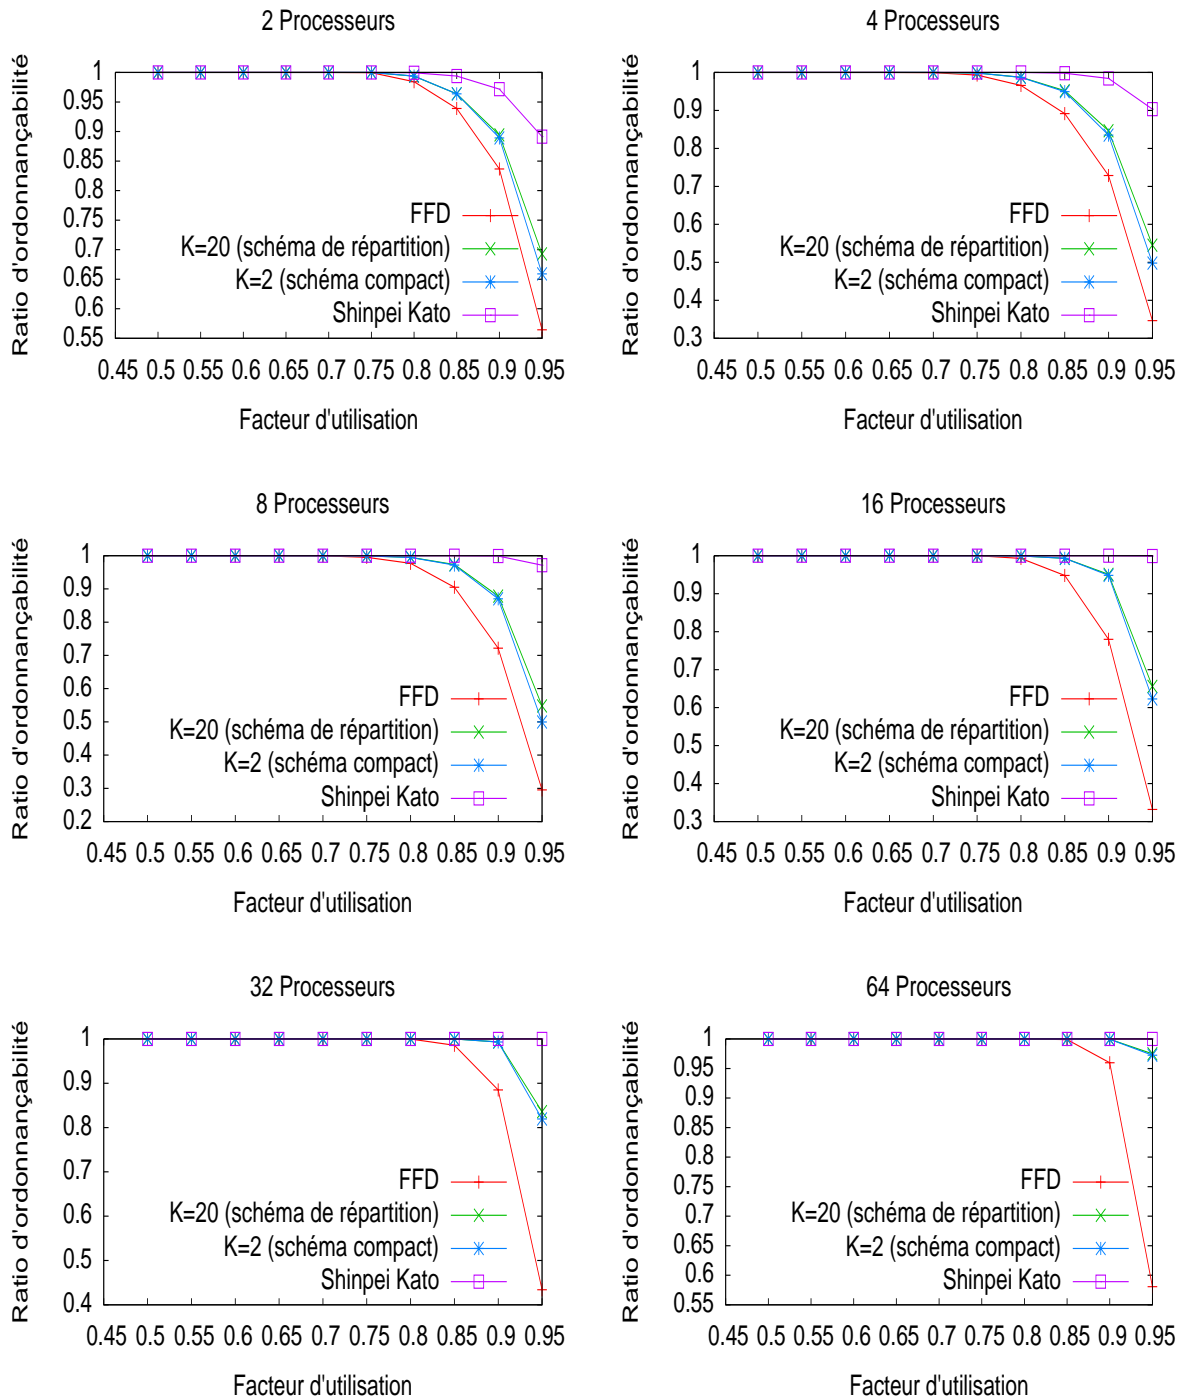 2 Processeurs
Ratio d'ordonnançabilité
1
0.95
0.9
0.85
0.8
0.75
0.7
0.65
0.6
0.55
FFD
K=20 (schéma de répartition)
K=2 (schéma compact)
Shinpei Kato
0.45 0.5 0.55 0.6 0.65 0.7 0.75 0.8 0.85 0.9 0.95
Facteur d'utilisation
4 Processeurs
Ratio d'ordonnançabilité
1
0.9
0.8
0.7
0.6
0.5
0.4
0.3
FFD
K=20 (schéma de répartition)
K=2 (schéma compact)
Shinpei Kato
0.45 0.5 0.55 0.6 0.65 0.7 0.75 0.8 0.85 0.9 0.95
Facteur d'utilisation
8 Processeurs
Ratio d'ordonnançabilité
1
0.9
0.8
0.7
0.6
0.5
0.4
0.3
0.2
FFD
K=20 (schéma de répartition)
K=2 (schéma compact)
Shinpei Kato
0.45 0.5 0.55 0.6 0.65 0.7 0.75 0.8 0.85 0.9 0.95
Facteur d'utilisation
16 Processeurs
Ratio d'ordonnançabilité
1
0.9
0.8
0.7
0.6
0.5
0.4
0.3
FFD
K=20 (schéma de répartition)
K=2 (schéma compact)
Shinpei Kato
0.45 0.5 0.55 0.6 0.65 0.7 0.75 0.8 0.85 0.9 0.95
Facteur d'utilisation
32 Processeurs
Ratio d'ordonnançabilité
1
0.9
0.8
0.7
0.6
0.5
0.4
FFD
K=20 (schéma de répartition)
K=2 (schéma compact)
Shinpei Kato
0.45 0.5 0.55 0.6 0.65 0.7 0.75 0.8 0.85 0.9 0.95
Facteur d'utilisation
64 Processeurs
Ratio d'ordonnançabilité
1
0.95
0.9
0.85
0.8
0.75
0.7
0.65
0.6
0.55
FFD
K=20 (schéma de répartition)
K=2 (schéma compact)
Shinpei Kato
0.45 0.5 0.55 0.6 0.65 0.7 0.75 0.8 0.85 0.9 0.95
Facteur d'utilisation